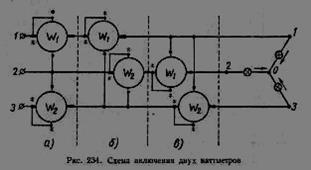 1
W₁
W₁
1
2
W₂
W₁
2
0
3
W₂
W₂
3
а) б) в)
Рис. 234. Схема включения двух ваттметров